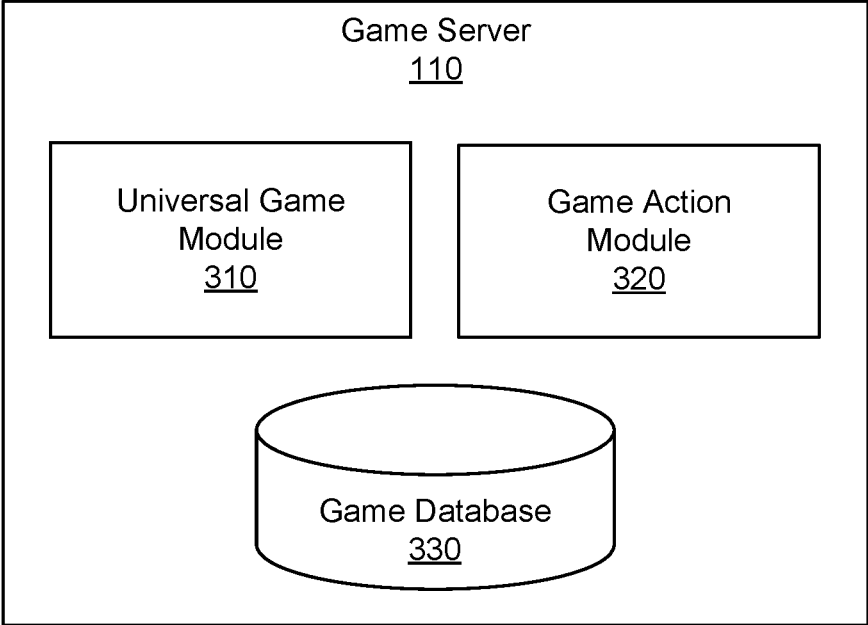 Game Server
110
Universal Game
Module
310
Game Action
Module
320
Game Database
330